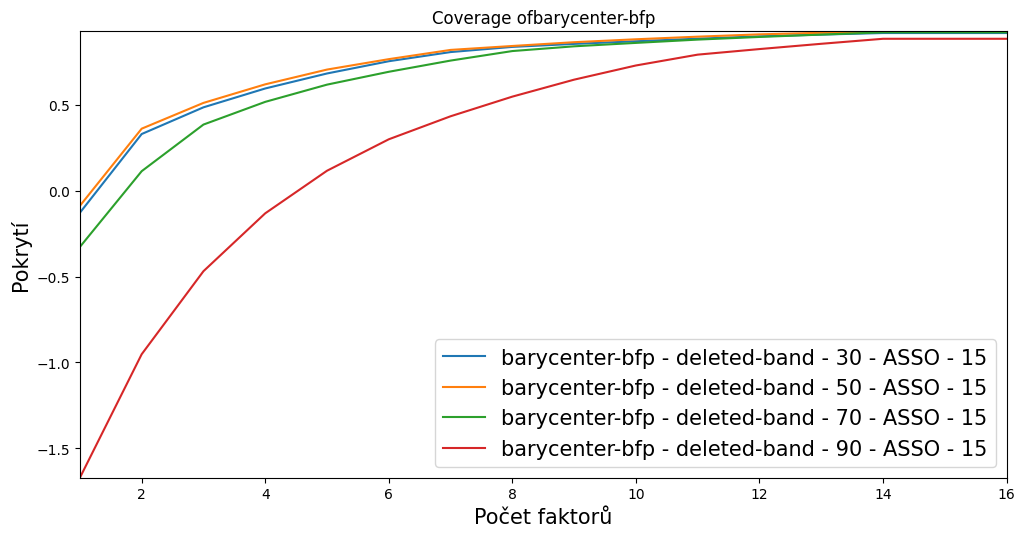 Coverage ofbarycenter-bfp
Pokrytí
0.5
0.0
−0.5
−1.0
−1.5
barycenter-bfp - deleted-band - 30 - ASSO - 15
barycenter-bfp - deleted-band - 50 - ASSO - 15
barycenter-bfp - deleted-band - 70 - ASSO - 15
barycenter-bfp - deleted-band - 90 - ASSO - 15
2 4 6 8 10 12 14 16
Počet faktorů